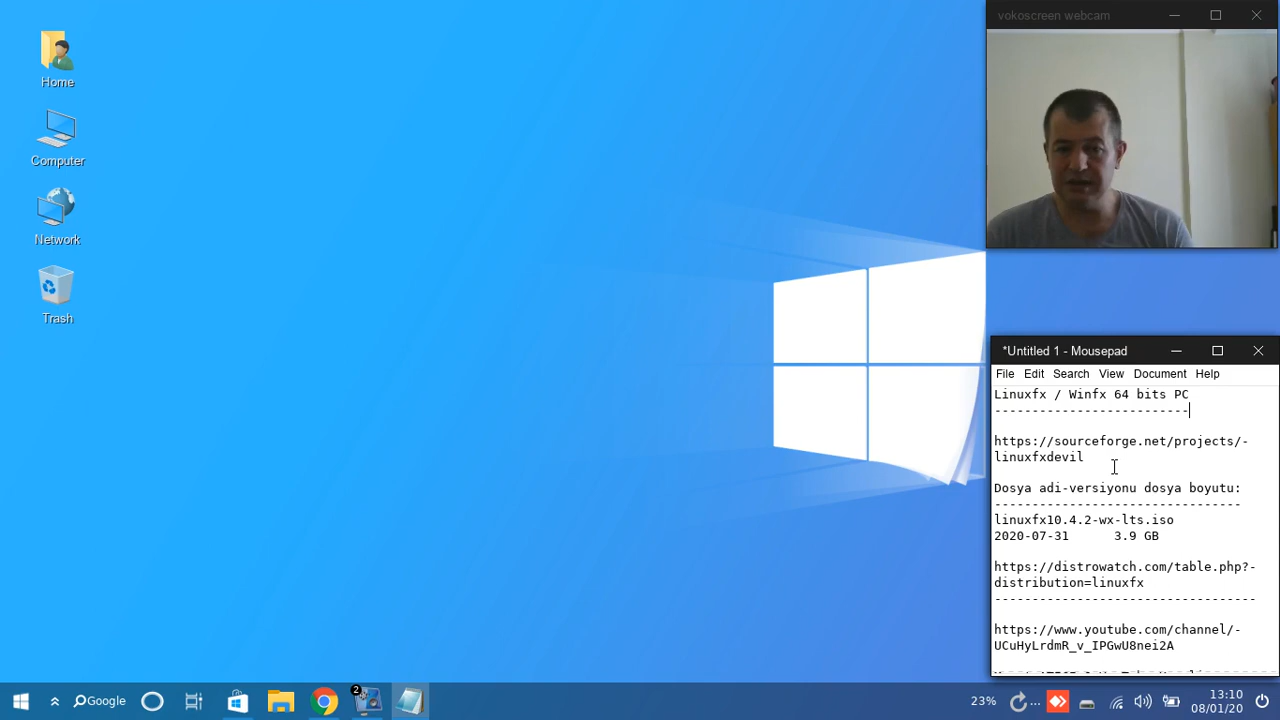 Home
Computer
Network
Trash
vokoscreen webcam
*Untitled 1 - Mousepad
File Edit Search View Document Help
Linuxfx / Winfx 64 bits PC
--------------------------
https://sourceforge.net/projects/-
linuxfxdevil
Dosya adi-versiyonu dosya boyutu:
---------------------------------
linuxfx10.4.2-wx-lts.iso
2020-07-31 3.9 GB
https://distrowatch.com/table.php?-
distribution=linuxfx
-----------------------------------
https://www.youtube.com/channel/-
UCuHyLrdmR_v_IPGwU8nei2A
Google
2
23%
...
13:10
08/01/20